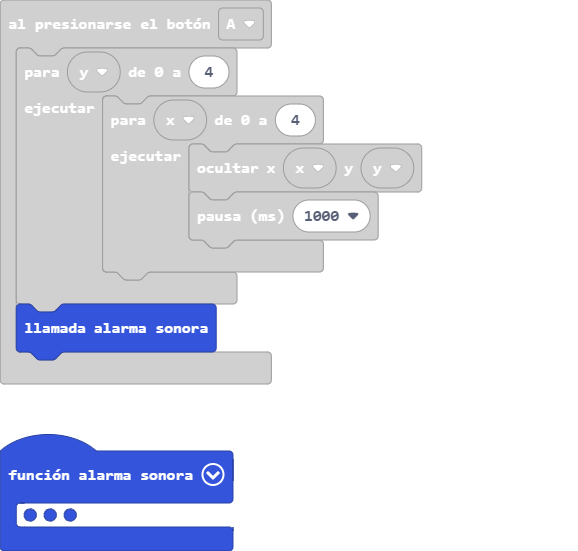 al presionarse el botón A
para y de 0 a 4
ejecutar
para x de 0 a 4
ejecutar
ocultar x x y y
pausa (ms) 1000
llamada alarma sonora
función alarma sonora